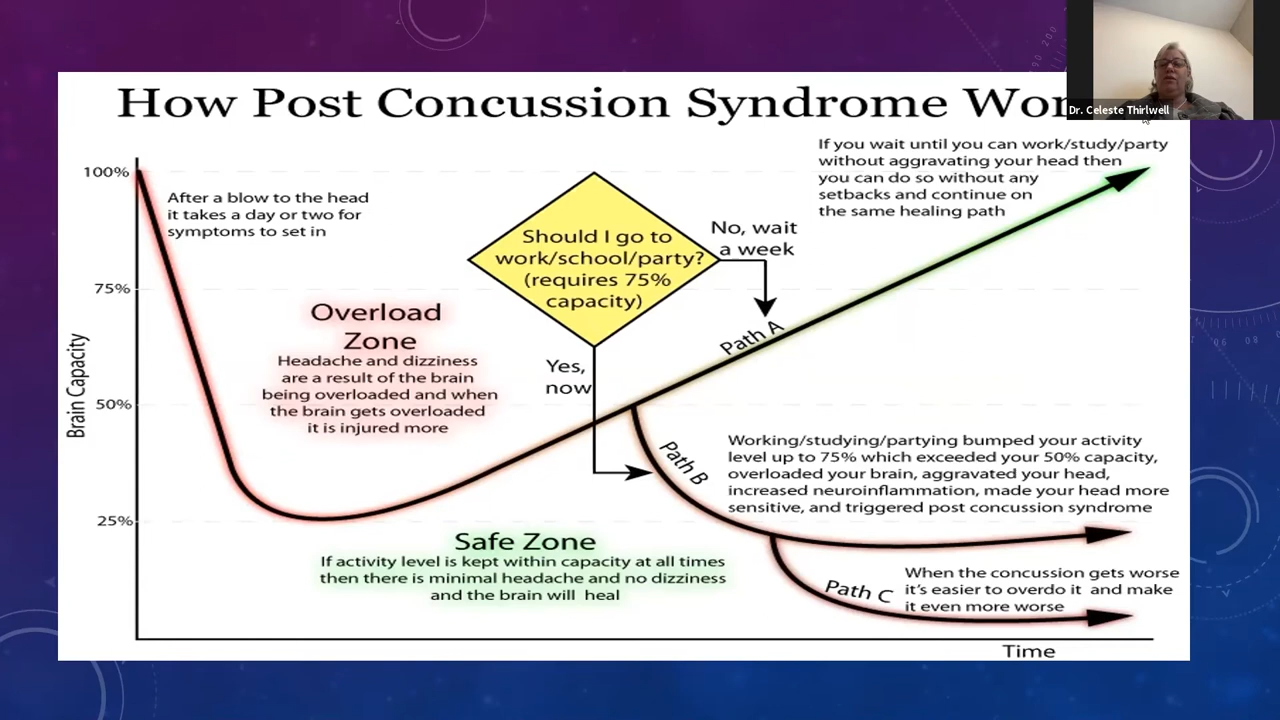 How Post Concussion Syndrome Wor
Dr. Celeste Thirlwell
Brain Capacity
100%
75%
50%
25%
After a blow to the head
it takes a day or two for
symptoms to set in
Overload
Zone
Headache and dizziness
are a result of the brain
being overloaded and when
the brain gets overloaded
it is injured more
Should I go to
work/school/party?
(requires 75%
capacity)
No, wait
a week
Yes,
now
If you wait until you can work/study/party
without aggravating your head then
you can do so without any
setbacks and continue on
the same healing path
Path A
Path B
Working/studying/partying bumped your activity
level up to 75% which exceeded your 50% capacity,
overloaded your brain, aggravated your head,
increased neuroinflammation, made your head more
sensitive, and triggered post concussion syndrome
Safe Zone
If activity level is kept within capacity at all times
then there is minimal headache and no dizziness
and the brain will heal
Path C
When the concussion gets worse
it's easier to overdo it and make
it even more worse
Time